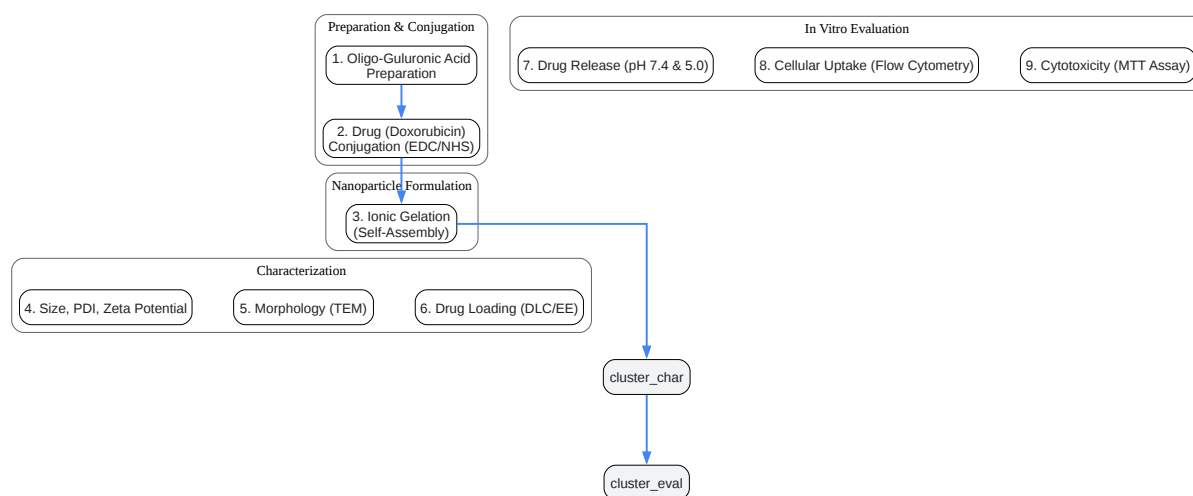 Preparation & Conjugation
1. Oligo-Guluronic Acid
Preparation
2. Drug (Doxorubicin)
Conjugation (EDC/NHS)
Nanoparticle Formulation
3. Ionic Gelation
(Self-Assembly)
Characterization
4. Size, PDI, Zeta Potential
5. Morphology (TEM)
6. Drug Loading (DLC/EE)
In Vitro Evaluation
7. Drug Release (pH 7.4 & 5.0)
8. Cellular Uptake (Flow Cytometry)
9. Cytotoxicity (MTT Assay)
cluster_char
cluster_eval